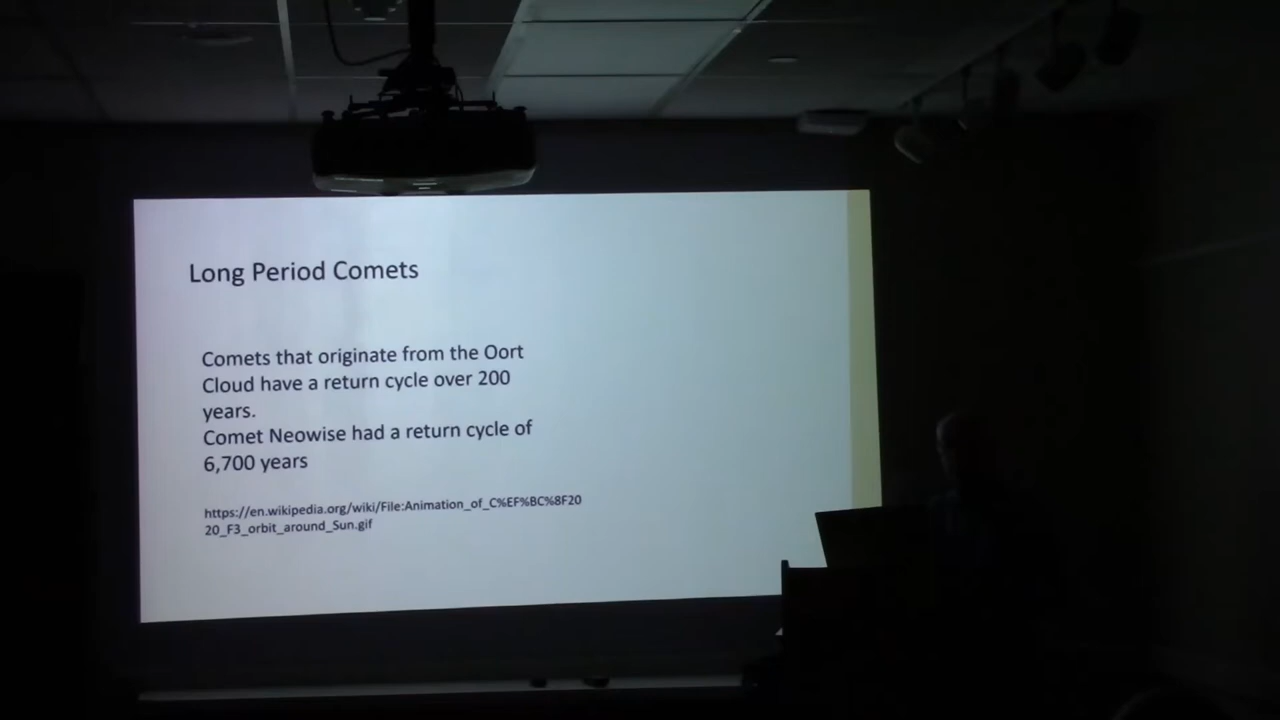 Long Period Comets
Comets that originate from the Oort
Cloud have a return cycle over 200
years.
Comet Neowise had a return cycle of
6,700 years
https://en.wikipedia.org/wiki/File:Animation_of_C%EF%BC%8F20
20_F3_orbit_around_Sun.gif